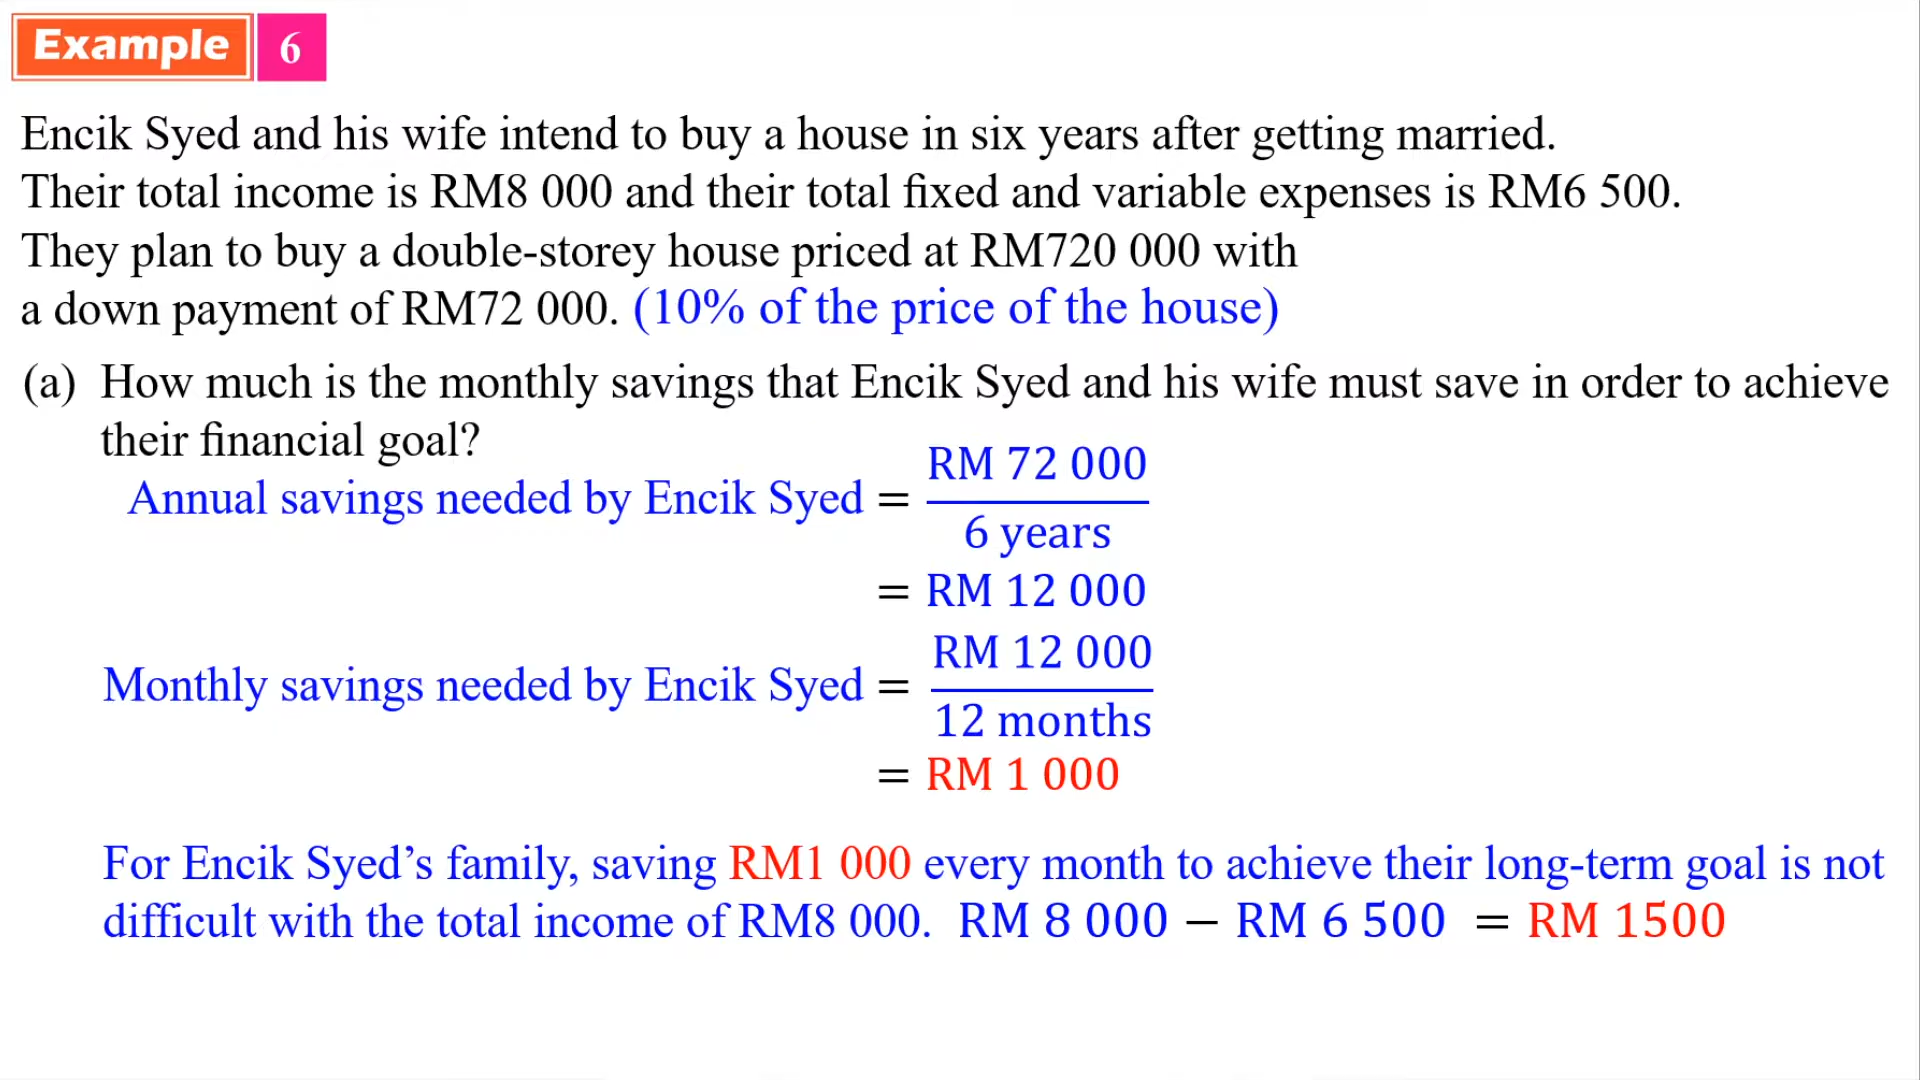 Example 6
Encik Syed and his wife intend to buy a house in six years after getting married.
Their total income is RM8 000 and their total fixed and variable expenses is RM6 500.
They plan to buy a double-storey house priced at RM720 000 with
a down payment of RM72 000. (10% of the price of the house)
(a) How much is the monthly savings that Encik Syed and his wife must save in order to achieve
their financial goal?
RM 72 000
Annual savings needed by Encik Syed =
6 years
= RM 12 000
RM 12 000
Monthly savings needed by Encik Syed =
12 months
= RM 1 000
For Encik Syed’s family, saving RM1 000 every month to achieve their long-term goal is not
difficult with the total income of RM8 000. RM 8 000 − RM 6 500 = RM 1500